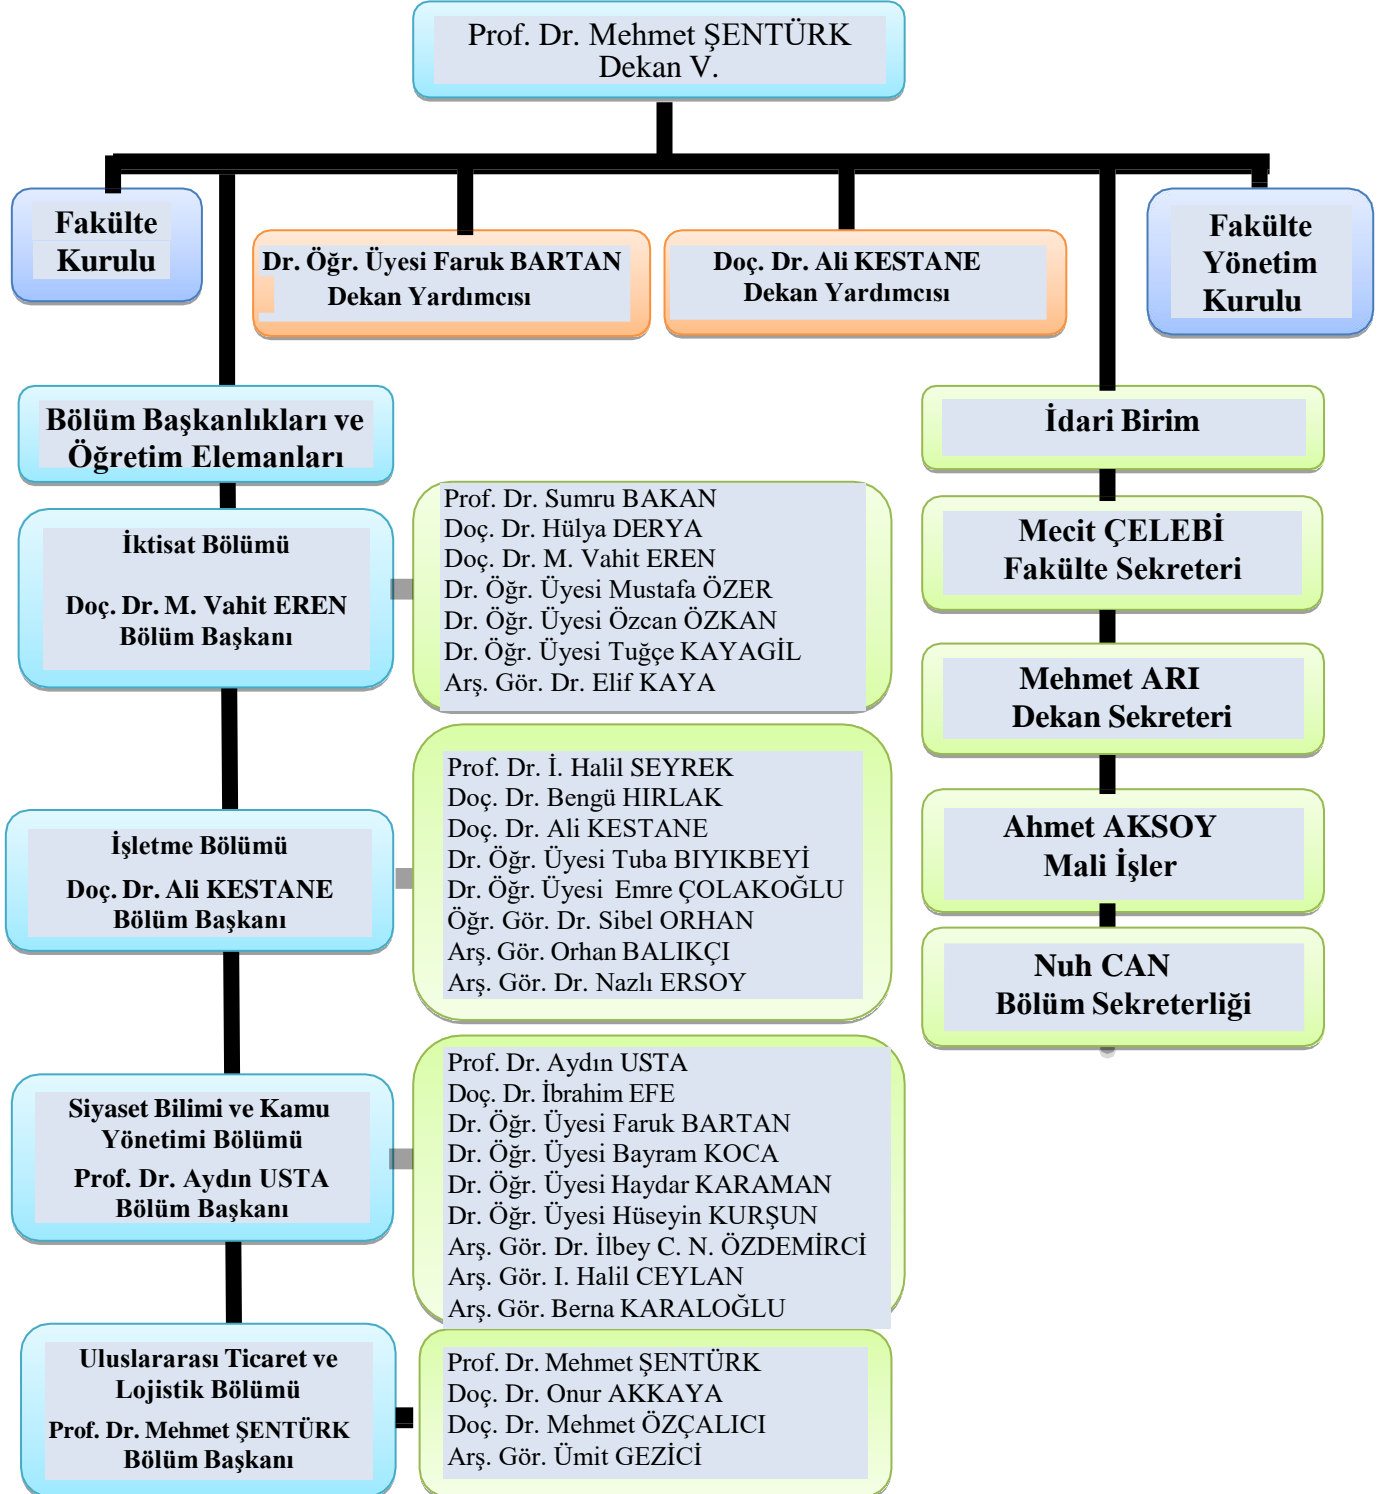 Prof. Dr. Mehmet ŞENTÜRK
Dekan V.
Fakülte
Kurulu
Dr. Öğr. Üyesi Faruk BARTAN
Dekan Yardımcısı
Doç. Dr. Ali KESTANE
Dekan Yardımcısı
Fakülte
Yönetim
Kurulu
Bölüm Başkanlıkları ve
Öğretim Elemanları
İktisat Bölümü
Doç. Dr. M. Vahit EREN
Bölüm Başkanı
Prof. Dr. Sumru BAKAN
Doç. Dr. Hülya DERYA
Doç. Dr. M. Vahit EREN
Dr. Öğr. Üyesi Mustafa ÖZER
Dr. Öğr. Üyesi Özcan ÖZKAN
Dr. Öğr. Üyesi Tuğçe KAYAGİL
Arş. Gör. Dr. Elif KAYA
İşletme Bölümü
Doç. Dr. Ali KESTANE
Bölüm Başkanı
Prof. Dr. İ. Halil SEYREK
Doç. Dr. Bengü HIRLAK
Doç. Dr. Ali KESTANE
Dr. Öğr. Üyesi Tuba BIYIKBEYİ
Dr. Öğr. Üyesi Emre ÇOLAKOĞLU
Öğr. Gör. Dr. Sibel ORHAN
Arş. Gör. Orhan BALIKÇI
Arş. Gör. Dr. Nazlı ERSOY
Siyaset Bilimi ve Kamu
Yönetimi Bölümü
Prof. Dr. Aydın USTA
Bölüm Başkanı
Prof. Dr. Aydın USTA
Doç. Dr. İbrahim EFE
Dr. Öğr. Üyesi Faruk BARTAN
Dr. Öğr. Üyesi Bayram KOCA
Dr. Öğr. Üyesi Haydar KARAMAN
Dr. Öğr. Üyesi Hüseyin KURŞUN
Arş. Gör. Dr. İlbey C. N. ÖZDEMİRCİ
Arş. Gör. I. Halil CEYLAN
Arş. Gör. Berna KARALOĞLU
Uluslararası Ticaret ve
Lojistik Bölümü
Prof. Dr. Mehmet ŞENTÜRK
Bölüm Başkanı
Prof. Dr. Mehmet ŞENTÜRK
Doç. Dr. Onur AKKAYA
Doç. Dr. Mehmet ÖZÇALICI
Arş. Gör. Ümit GEZİCİ
İdari Birim
Mecit ÇELEBİ
Fakülte Sekreteri
Mehmet ARI
Dekan Sekreteri
Ahmet AKSOY
Mali İşler
Nuh CAN
Bölüm Sekreterliği